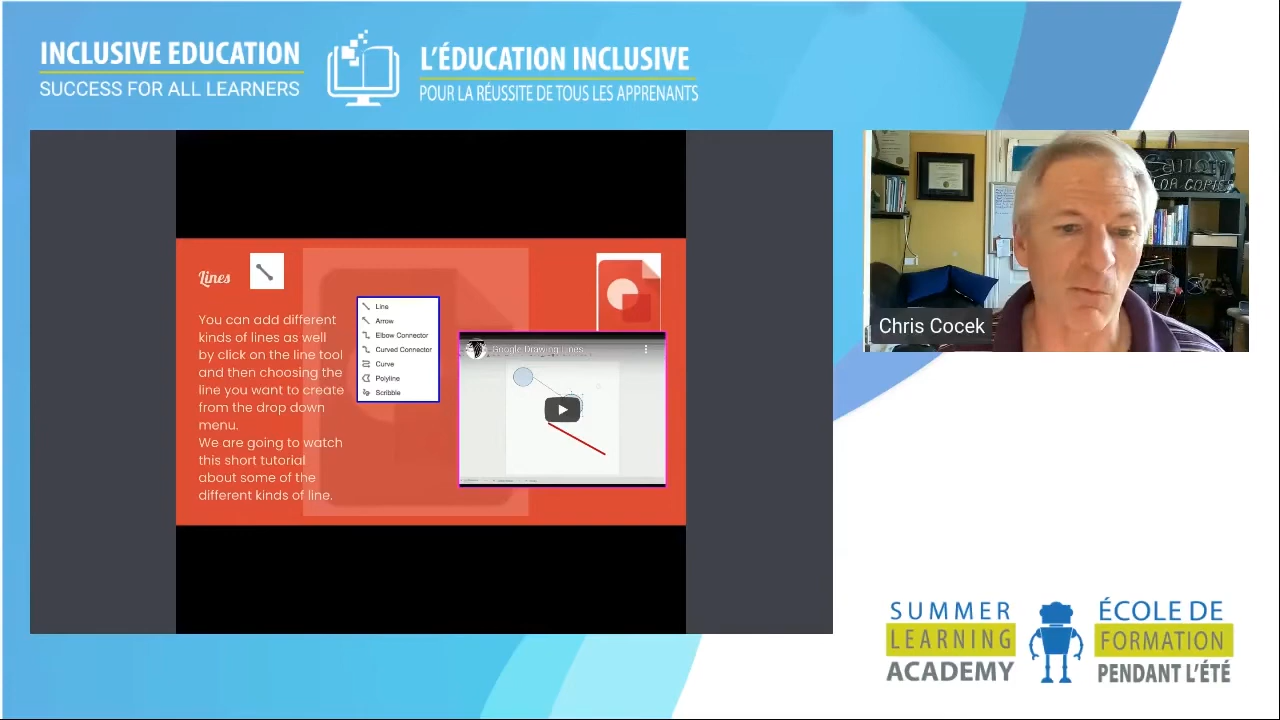 INCLUSIVE EDUCATION
SUCCESS FOR ALL LEARNERS
L'ÉDUCATION INCLUSIVE
POUR LA RÉUSSITE DE TOUS LES APPRENANTS
Lines
You can add different
kinds of lines as well
by click on the line tool
and then choosing the
line you want to create
from the drop down
menu.
We are going to watch
this short tutorial
about some of the
different kinds of line.
Line
Arrow
Elbow Connector
Curved Connector
Curve
Polyline
Scribble
Google Drawing Lines
Chris Cocek
SUMMER
LEARNING
ACADEMY
ÉCOLE DE
FORMATION
PENDANT L'ÉTÉ